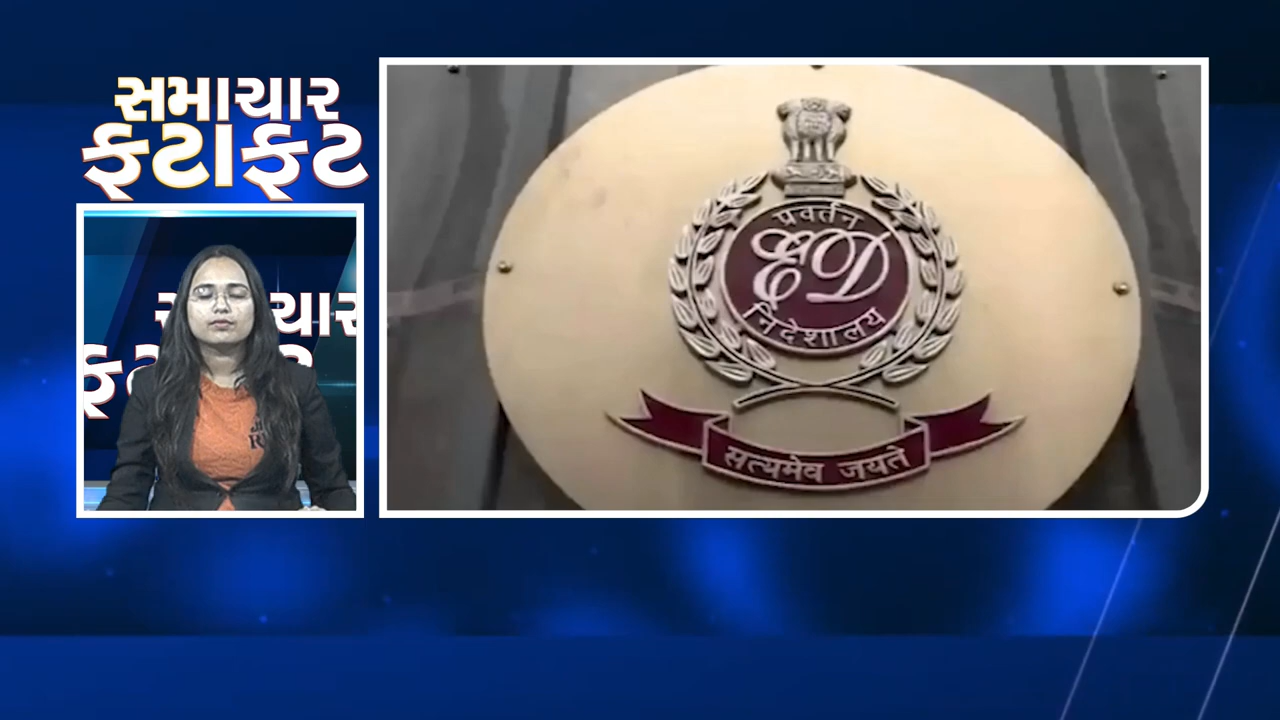 સમાચાર
ફટાફટ
प्रवर्तन
ED
निदेशालय
सत्यमेव जयते